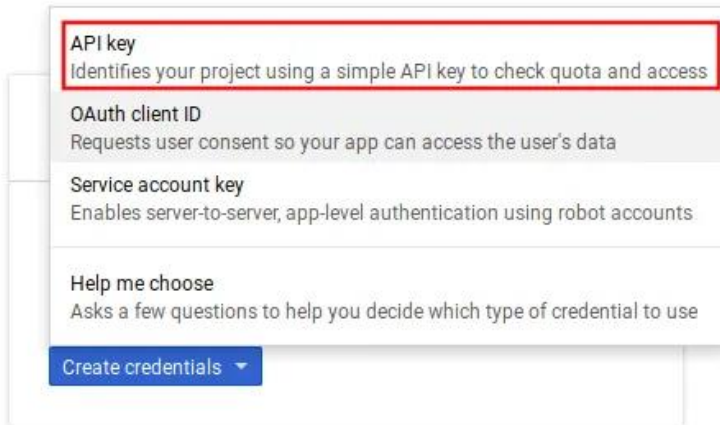 API key
Identifies your project using a simple API key to check quota and access
OAuth client ID
Requests user consent so your app can access the user's data
Service account key
Enables server-to-server, app-level authentication using robot accounts
Help me choose
Asks a few questions to help you decide which type of credential to use
Create credentials